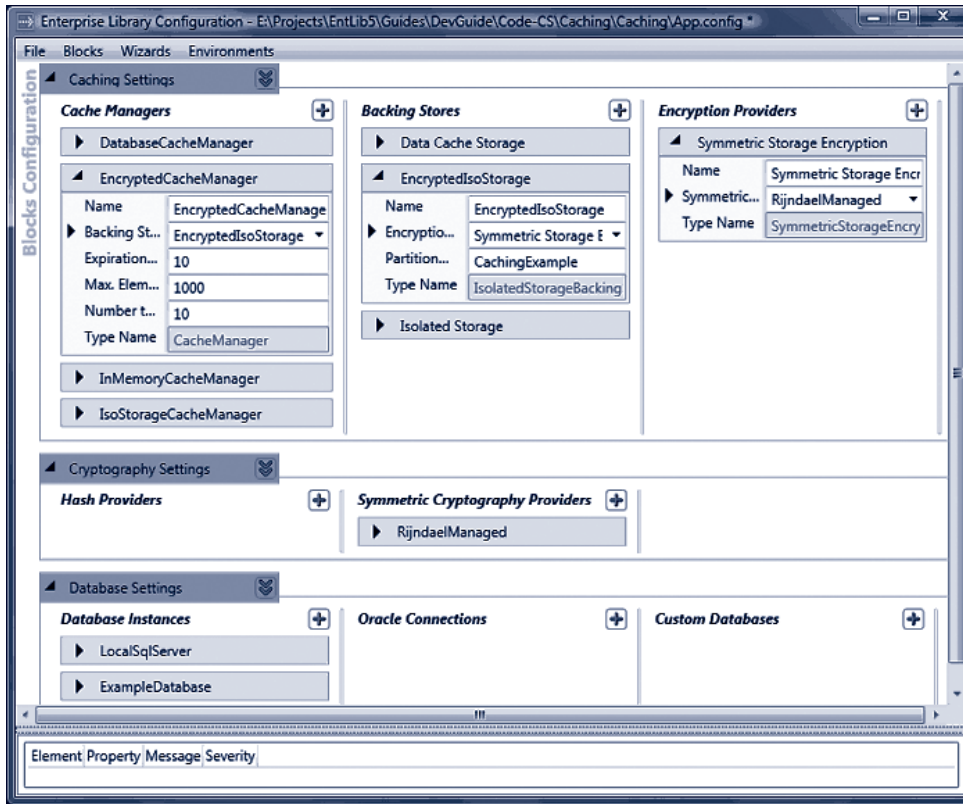 Enterprise Library Configuration - E:\Projects\EntLib5\Guides\DevGuide\Code-CS\Caching\Caching\App.config *
File Blocks Wizards Environments
Blocks Configuration
Caching Settings
Cache Managers
DatabaseCacheManager
EncryptedCacheManager
Name EncryptedCacheManage
Backing St... EncryptedIsoStorage
Expiration... 10
Max. Elem... 1000
Number t... 10
Type Name CacheManager
InMemoryCacheManager
IsoStorageCacheManager
Backing Stores
Data Cache Storage
EncryptedIsoStorage
Name EncryptedIsoStorage
Encryptio... Symmetric Storage E
Partition... CachingExample
Type Name IsolatedStorageBacking
Isolated Storage
Encryption Providers
Symmetric Storage Encryption
Name Symmetric Storage Encr
Symmetric... RijndaelManaged
Type Name SymmetricStorageEncry
Cryptography Settings
Hash Providers
Symmetric Cryptography Providers
RijndaelManaged
Database Settings
Database Instances
LocalSqlServer
ExampleDatabase
Oracle Connections
Custom Databases
Element Property Message Severity